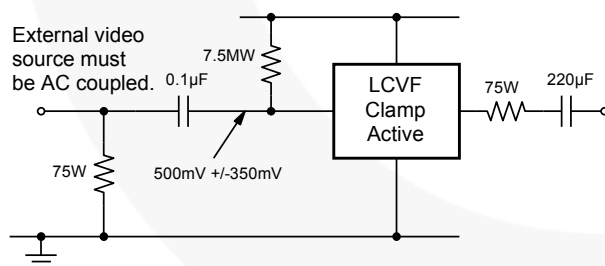 External video
source must
be AC coupled.
0.1µF
7.5MW
LCVF
Clamp
Active
75W
220µF
75W
500mV +/-350mV